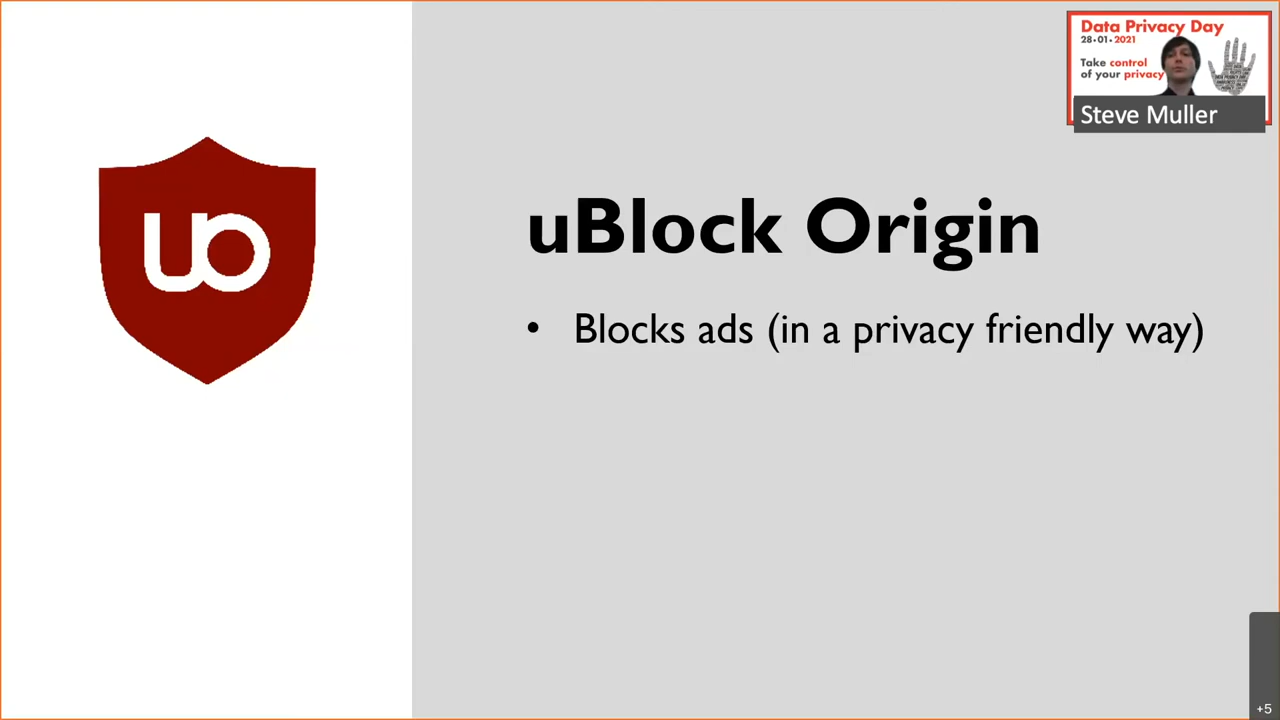 Data Privacy Day
28•01•2021
Take control
of your privacy
Steve Muller
uo
uBlock Origin
• Blocks ads (in a privacy friendly way)
+5